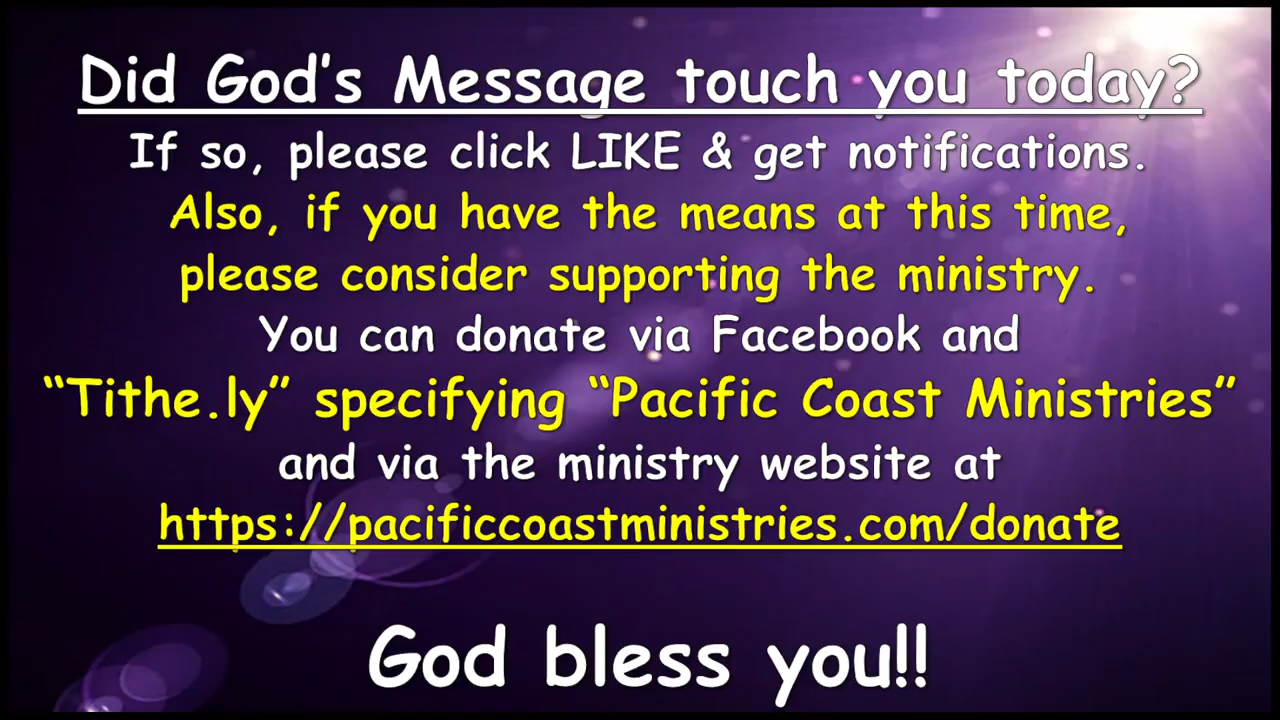 Did God’s Message touch you today?
If so, please click LIKE & get notifications.
Also, if you have the means at this time,
please consider supporting the ministry.
You can donate via Facebook and
“Tithe.ly” specifying “Pacific Coast Ministries”
and via the ministry website at
https://pacificcoastministries.com/donate
God bless you!!